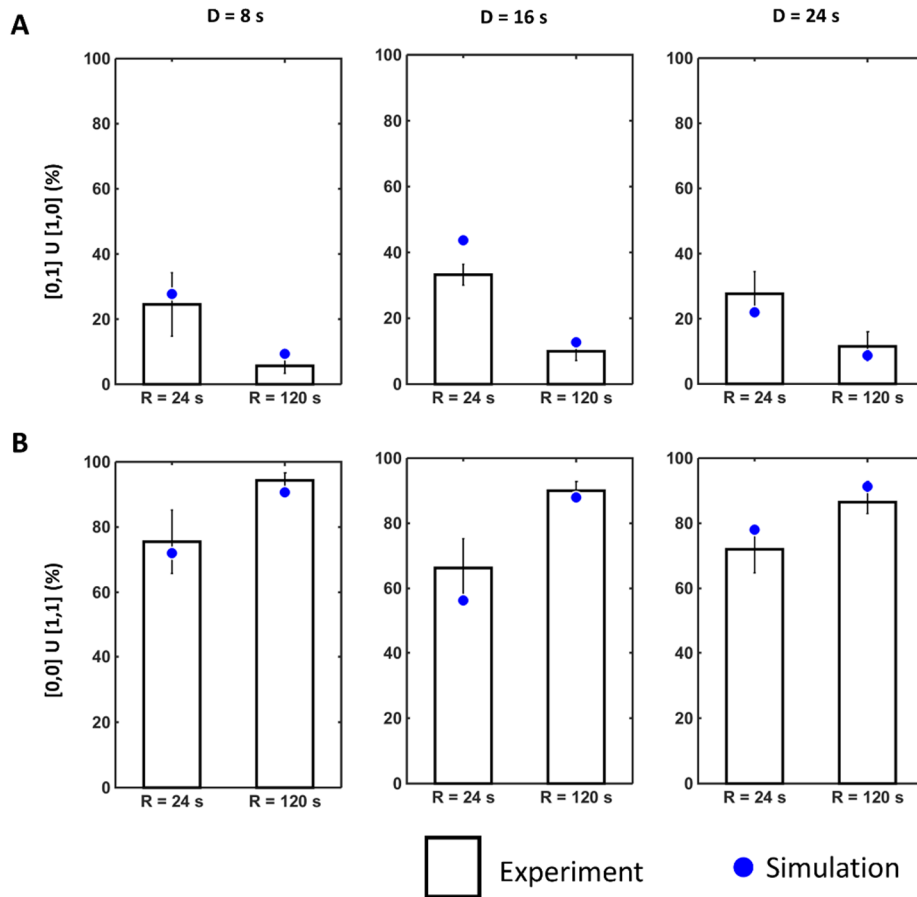 A
D = 8 s
D = 16 s
D = 24 s
[0,1] U [1,0] (%)
100
80
60
40
20
0
R = 24 s
R = 120 s
100
80
60
40
20
0
R = 24 s
R = 120 s
100
80
60
40
20
0
R = 24 s
R = 120 s
B
[0,0] U [1,1] (%)
100
80
60
40
20
0
R = 24 s
R = 120 s
100
80
60
40
20
0
R = 24 s
R = 120 s
100
80
60
40
20
0
R = 24 s
R = 120 s
Experiment
Simulation